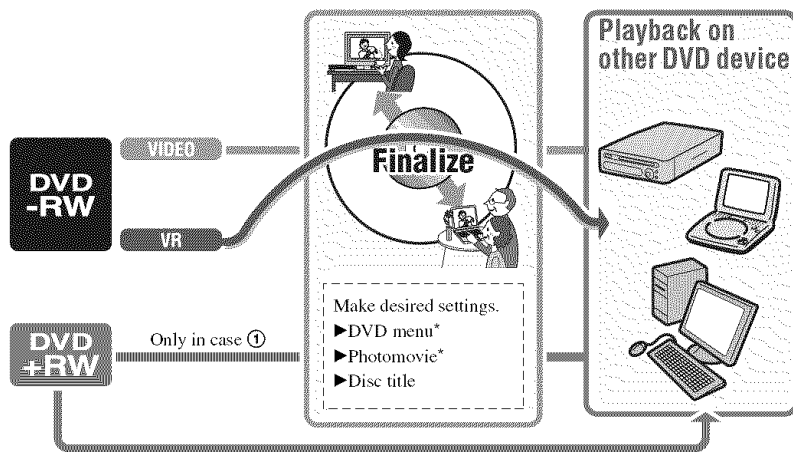 Playback on
other DVD device
VIDEO
Finalize
DVD
-RW
VR
Make desired settings.
►DVD menu*
►Photomovie*
►Disc title
DVD
+RW
Only in case ①